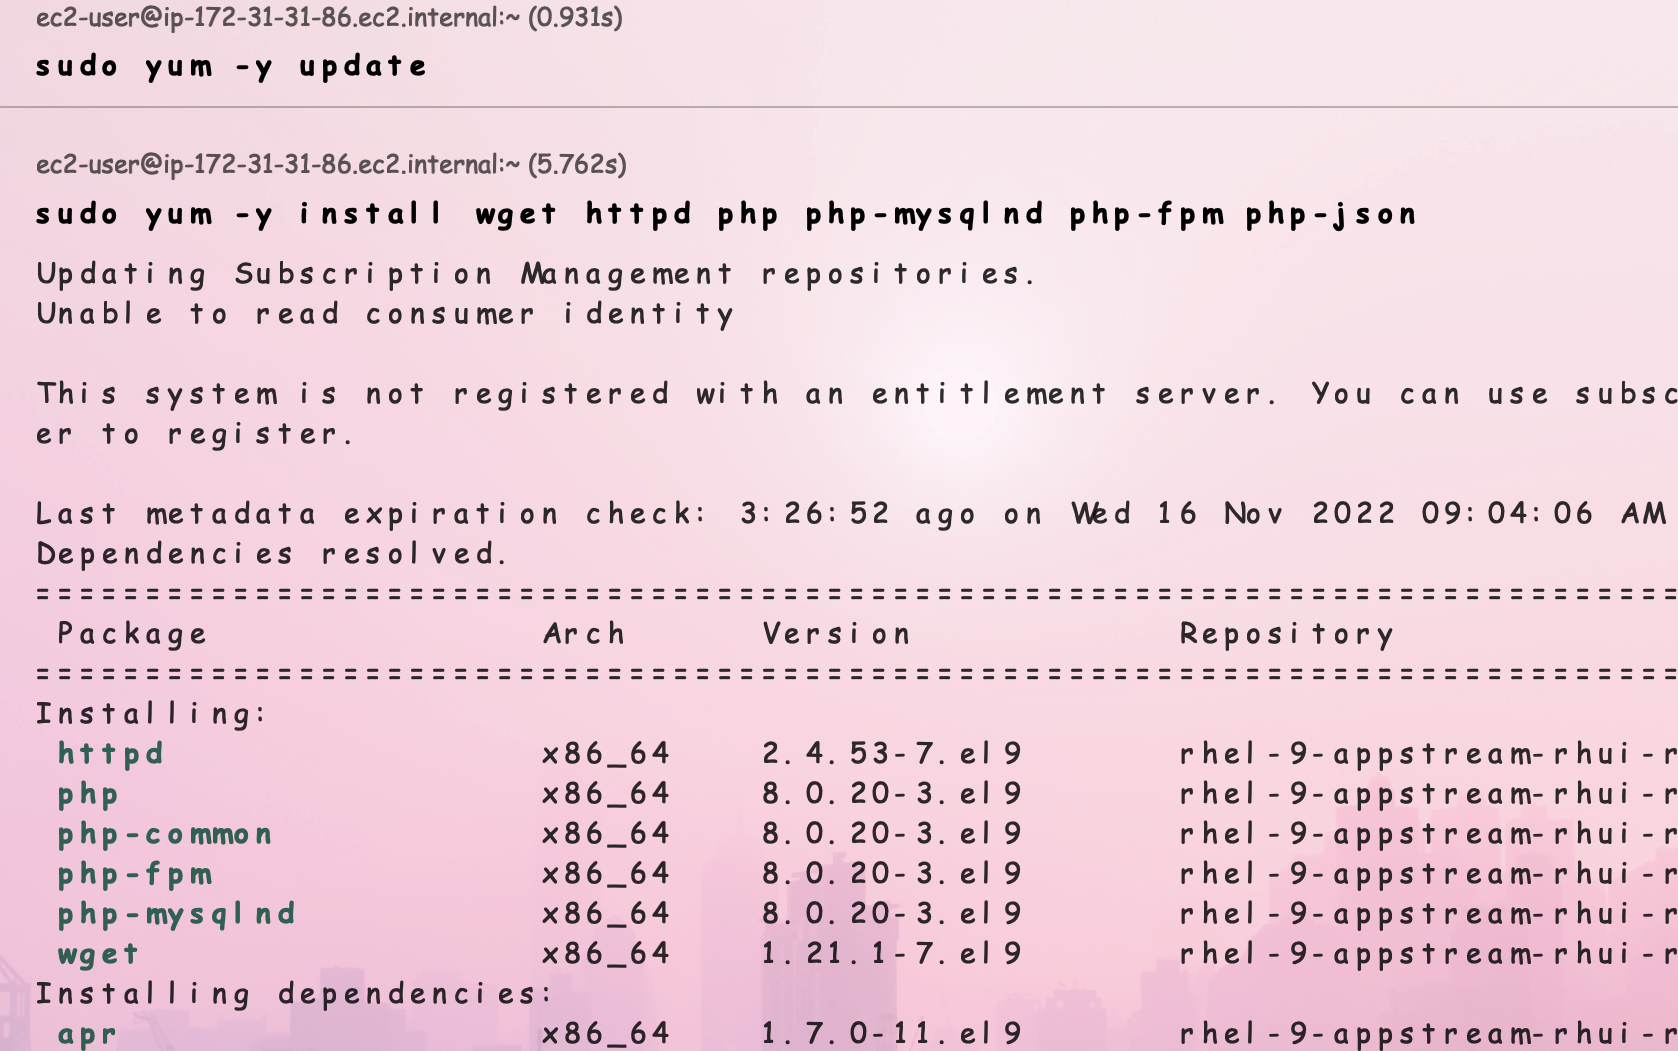 ec2-user@ip-172-31-31-86.ec2.internal:~ (0.931s)
sudo yum -y update
ec2-user@ip-172-31-31-86.ec2.internal:~ (5.762s)
sudo yum -y install wget httpd php php-mysqlnd php-fpm php-json
Updating Subscription Management repositories.
Unable to read consumer identity
This system is not registered with an entitlement server. You can use subsc
er to register.
Last metadata expiration check: 3:26:52 ago on Wed 16 Nov 2022 09:04:06 AM
Dependencies resolved.
===========================================================================
Package Arch Version Repository
===========================================================================
Installing:
httpd x86_64 2.4.53-7.el9 rhel-9-appstream-rhui-r
php x86_64 8.0.20-3.el9 rhel-9-appstream-rhui-r
php-common x86_64 8.0.20-3.el9 rhel-9-appstream-rhui-r
php-fpm x86_64 8.0.20-3.el9 rhel-9-appstream-rhui-r
php-mysqlnd x86_64 8.0.20-3.el9 rhel-9-appstream-rhui-r
wget x86_64 1.21.1-7.el9 rhel-9-appstream-rhui-r
Installing dependencies:
apr x86_64 1.7.0-11.el9 rhel-9-appstream-rhui-r